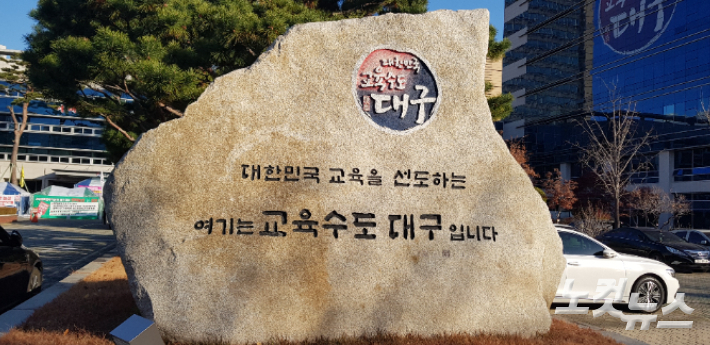 대한민국
교육수도
대구
대한민국 교육을 선도하는
여기는 교육수도 대구입니다
대구
노컷뉴스